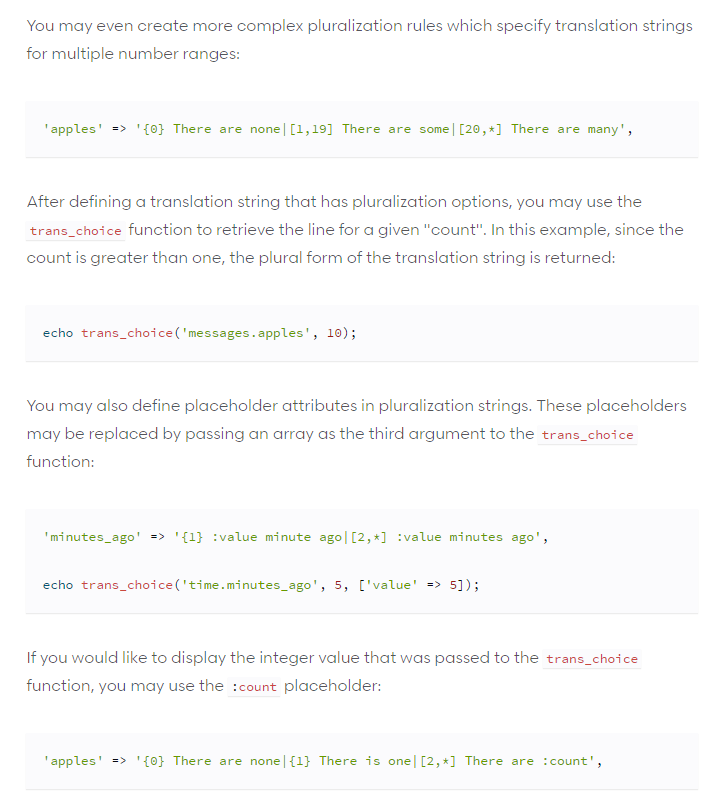 You may even create more complex pluralization rules which specify translation strings
for multiple number ranges:
'apples' => '{0} There are none|[1,19] There are some|[20,*] There are many',
After defining a translation string that has pluralization options, you may use the
trans_choice function to retrieve the line for a given "count". In this example, since the
count is greater than one, the plural form of the translation string is returned:
echo trans_choice('messages.apples', 10);
You may also define placeholder attributes in pluralization strings. These placeholders
may be replaced by passing an array as the third argument to the trans_choice
function:
'minutes_ago' => '{1} :value minute ago|[2,*] :value minutes ago',
echo trans_choice('time.minutes_ago', 5, ['value' => 5]);
If you would like to display the integer value that was passed to the trans_choice
function, you may use the :count placeholder:
'apples' => '{0} There are none|{1} There is one|[2,*] There are :count',